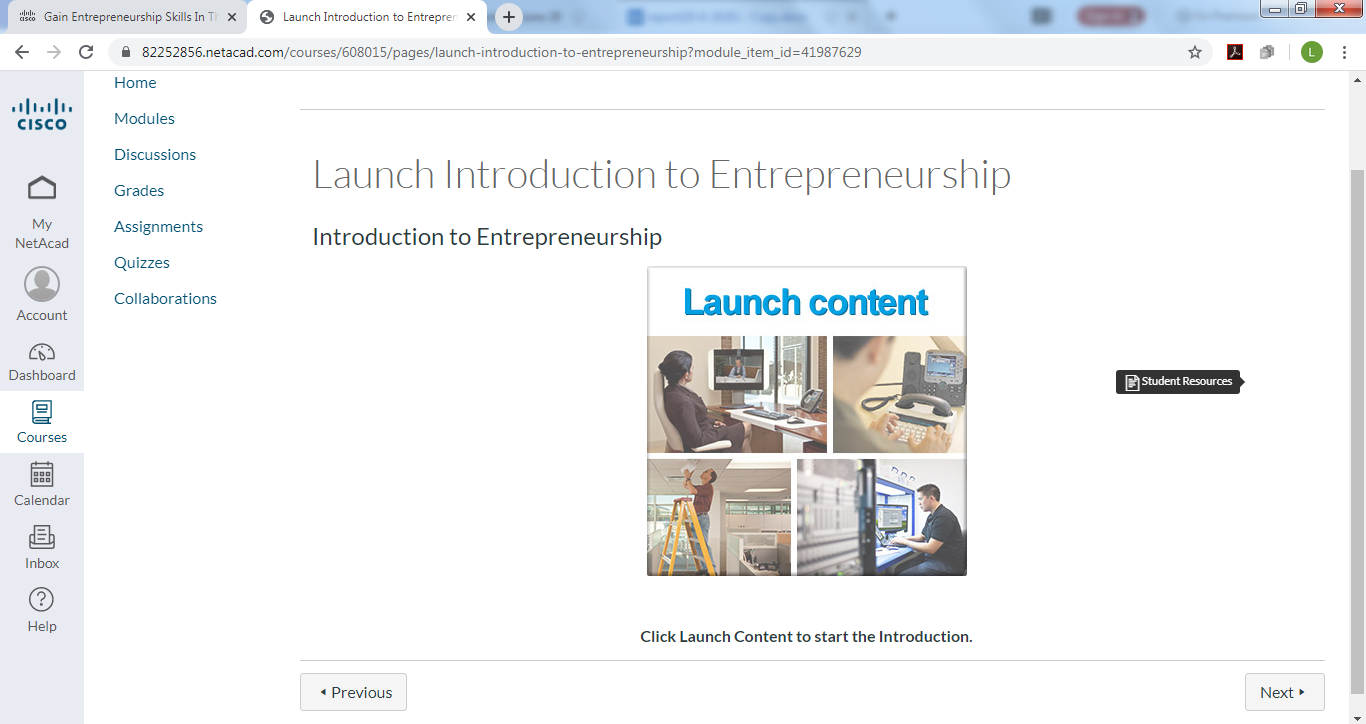 Gain Entrepreneurship Skills In Th
Launch Introduction to Entrepren
82252856.netacad.com/courses/608015/pages/launch-introduction-to-entrepreneurship?module_item_id=41987629
L
CISCO
My
NetAcad
Account
Dashboard
Courses
Calendar
Inbox
Help
Home
Modules
Discussions
Grades
Assignments
Quizzes
Collaborations
Launch Introduction to Entrepreneurship
Introduction to Entrepreneurship
Launch content
Student Resources
Click Launch Content to start the Introduction.
Previous
Next